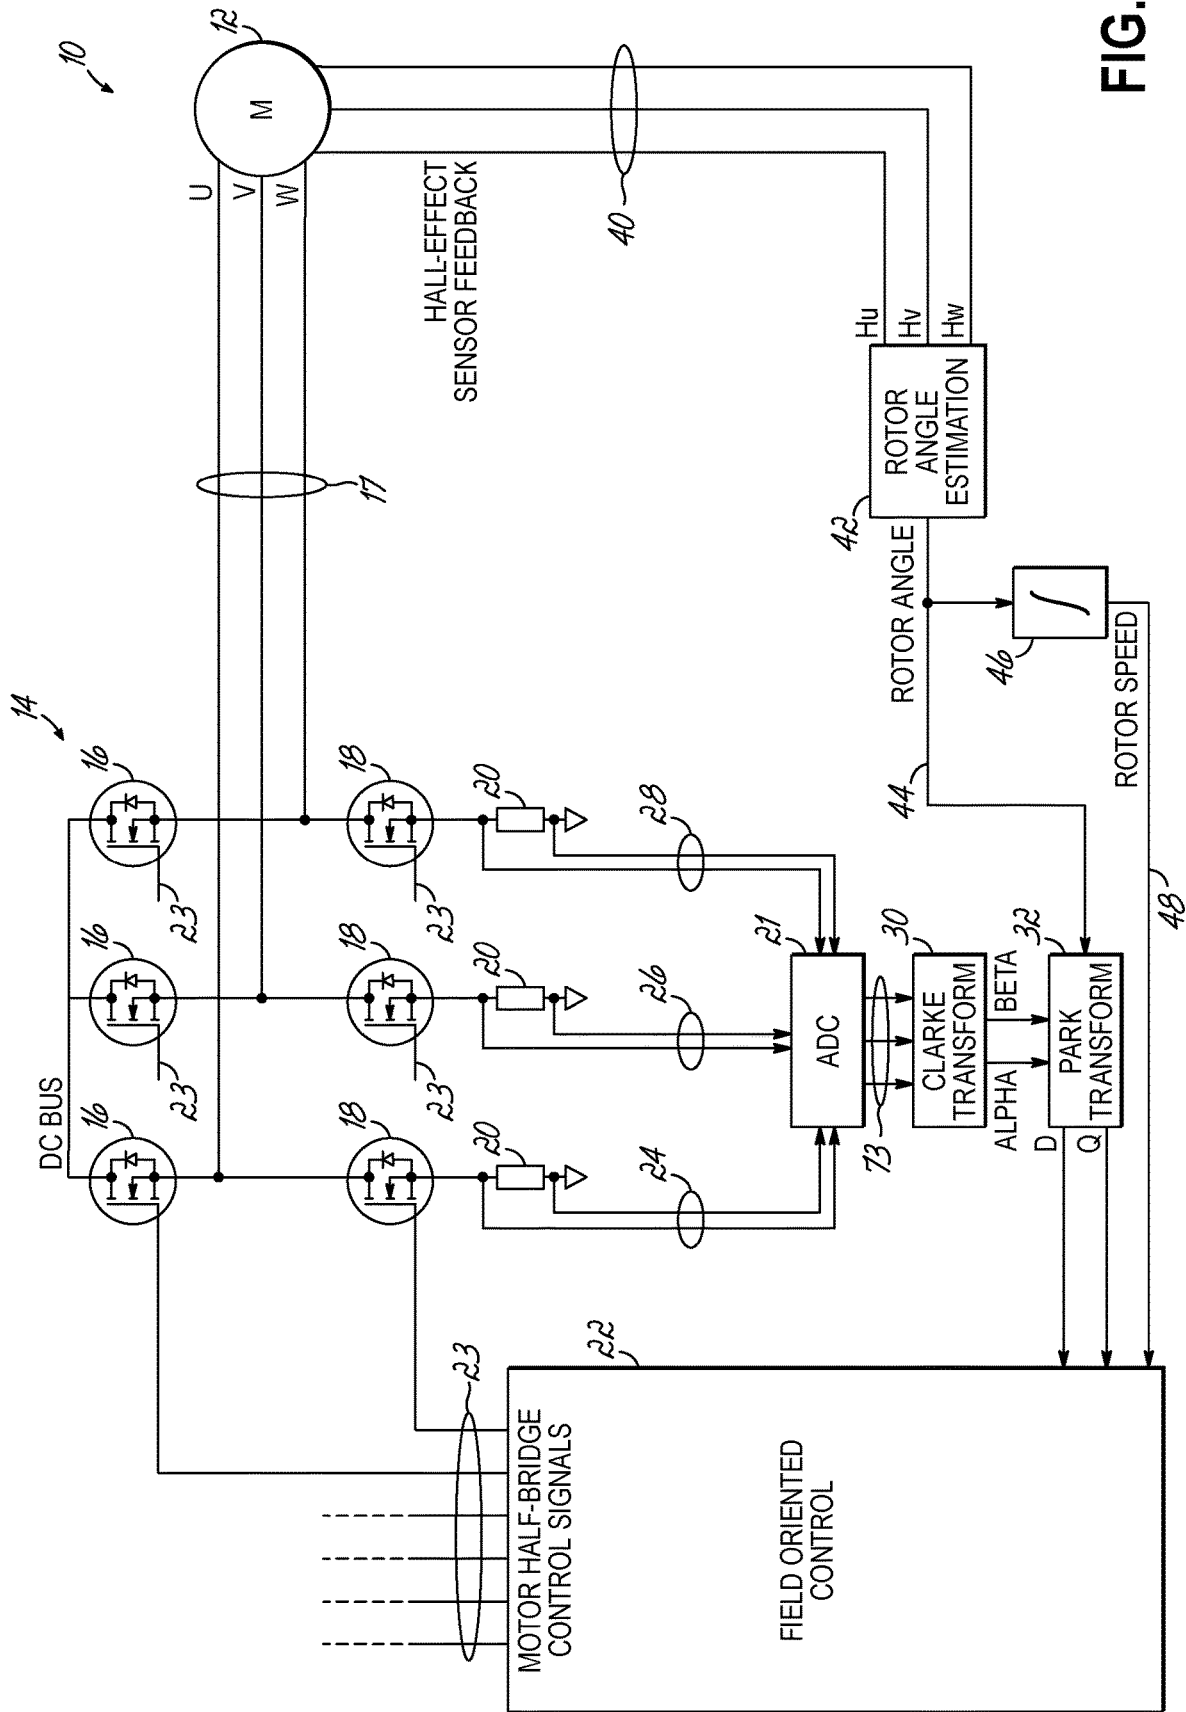 10
12
M
U
V
W
17
HALL-EFFECT
SENSOR FEEDBACK
40
14
DC BUS
16
16
16
23
23
18
18
18
23
23
20
20
20
24
26
28
21
ADC
73
30
CLARKE
TRANSFORM
ALPHA
BETA
32
PARK
TRANSFORM
D
Q
Hu
Hv
Hw
ROTOR
ANGLE
ESTIMATION
42
ROTOR ANGLE
44
46
∫
ROTOR SPEED
48
23
22
MOTOR HALF-BRIDGE
CONTROL SIGNALS
FIELD ORIENTED
CONTROL
FIG.